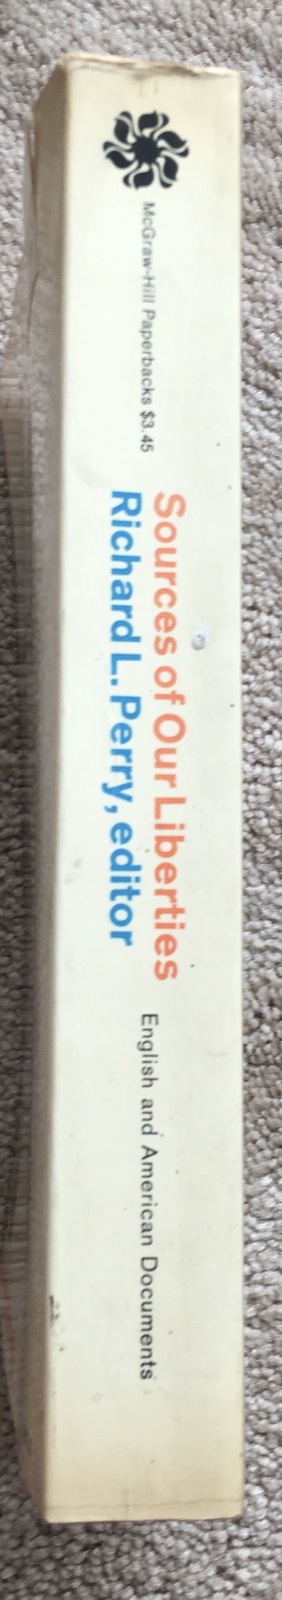 McGraw-Hill Paperbacks $3.45
Sources of Our Liberties
Richard L. Perry, editor
English and American Documents